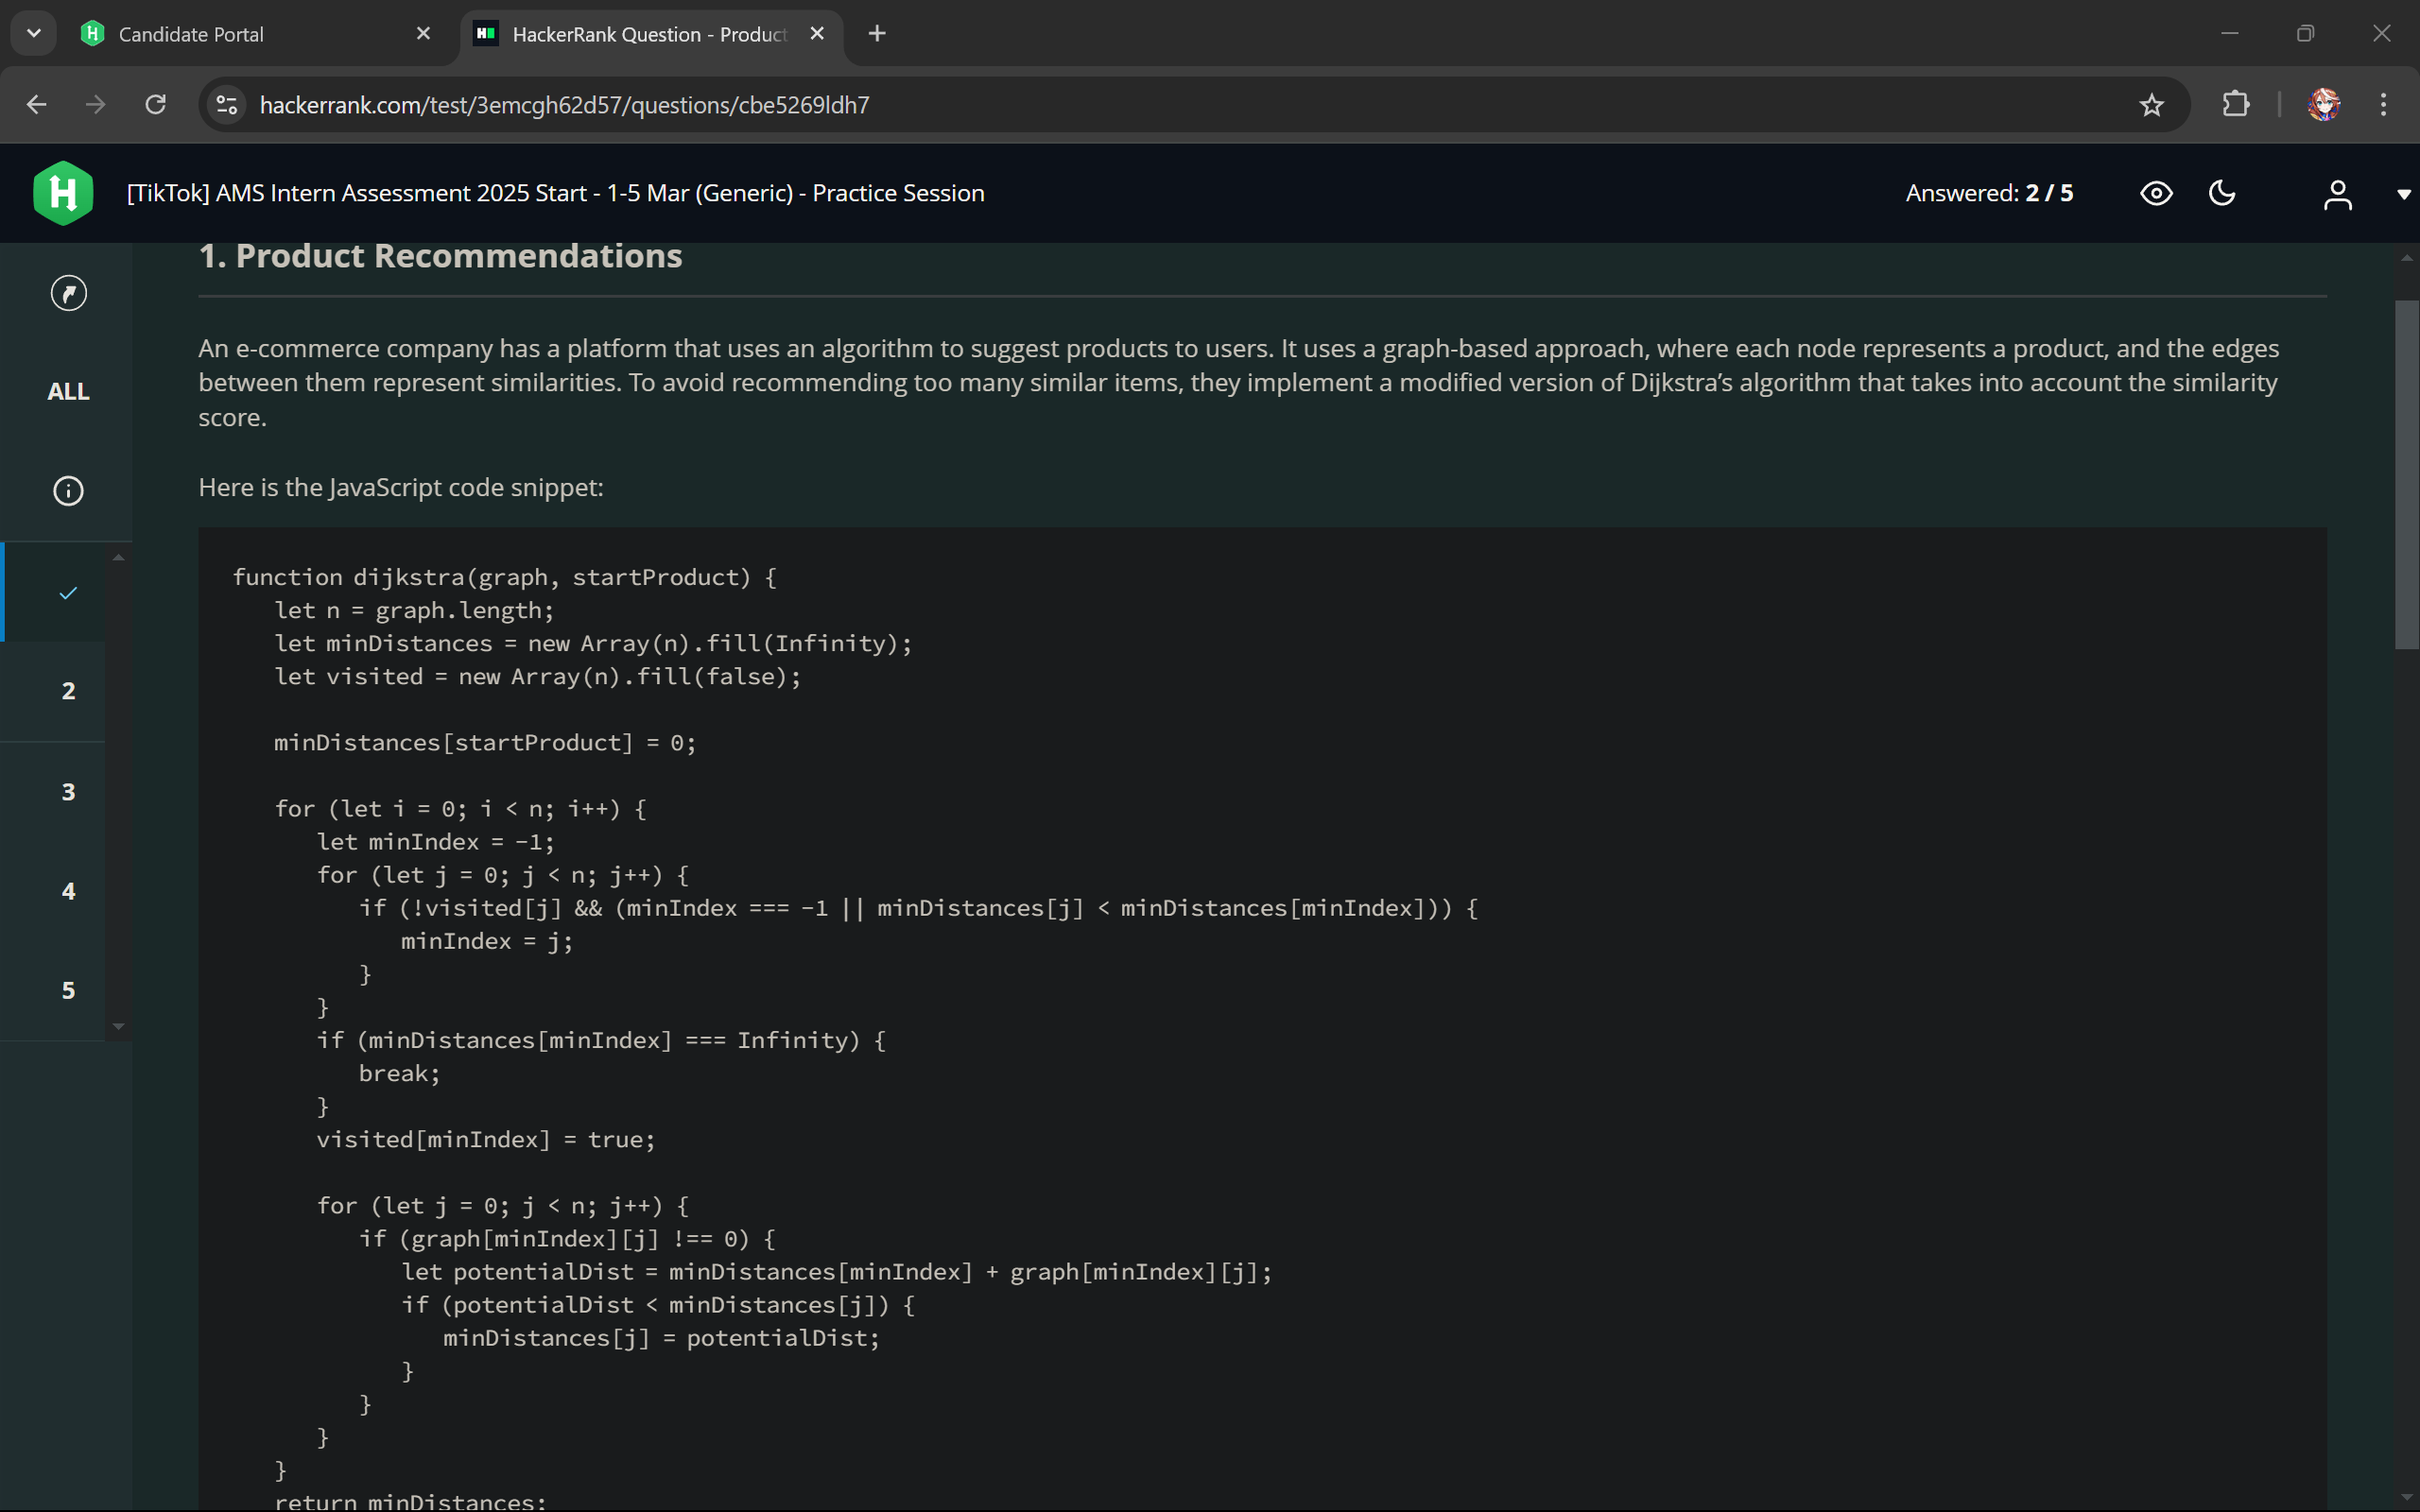 Candidate Portal
HackerRank Question - Product
hackerrank.com/test/3emcgh62d57/questions/cbe5269ldh7
[TikTok] AMS Intern Assessment 2025 Start - 1-5 Mar (Generic) - Practice Session
Answered: 2 / 5
ALL
2
3
4
5
1. Product Recommendations
An e-commerce company has a platform that uses an algorithm to suggest products to users. It uses a graph-based approach, where each node represents a product, and the edges
between them represent similarities. To avoid recommending too many similar items, they implement a modified version of Dijkstra’s algorithm that takes into account the similarity
score.
Here is the JavaScript code snippet:
function dijkstra(graph, startProduct) {
let n = graph.length;
let minDistances = new Array(n).fill(Infinity);
let visited = new Array(n).fill(false);
minDistances[startProduct] = 0;
for (let i = 0; i < n; i++) {
let minIndex = -1;
for (let j = 0; j < n; j++) {
if (!visited[j] && (minIndex === -1 || minDistances[j] < minDistances[minIndex])) {
minIndex = j;
}
}
if (minDistances[minIndex] === Infinity) {
break;
}
visited[minIndex] = true;
for (let j = 0; j < n; j++) {
if (graph[minIndex][j] !== 0) {
let potentialDist = minDistances[minIndex] + graph[minIndex][j];
if (potentialDist < minDistances[j]) {
minDistances[j] = potentialDist;
}
}
}
}
return minDistances;